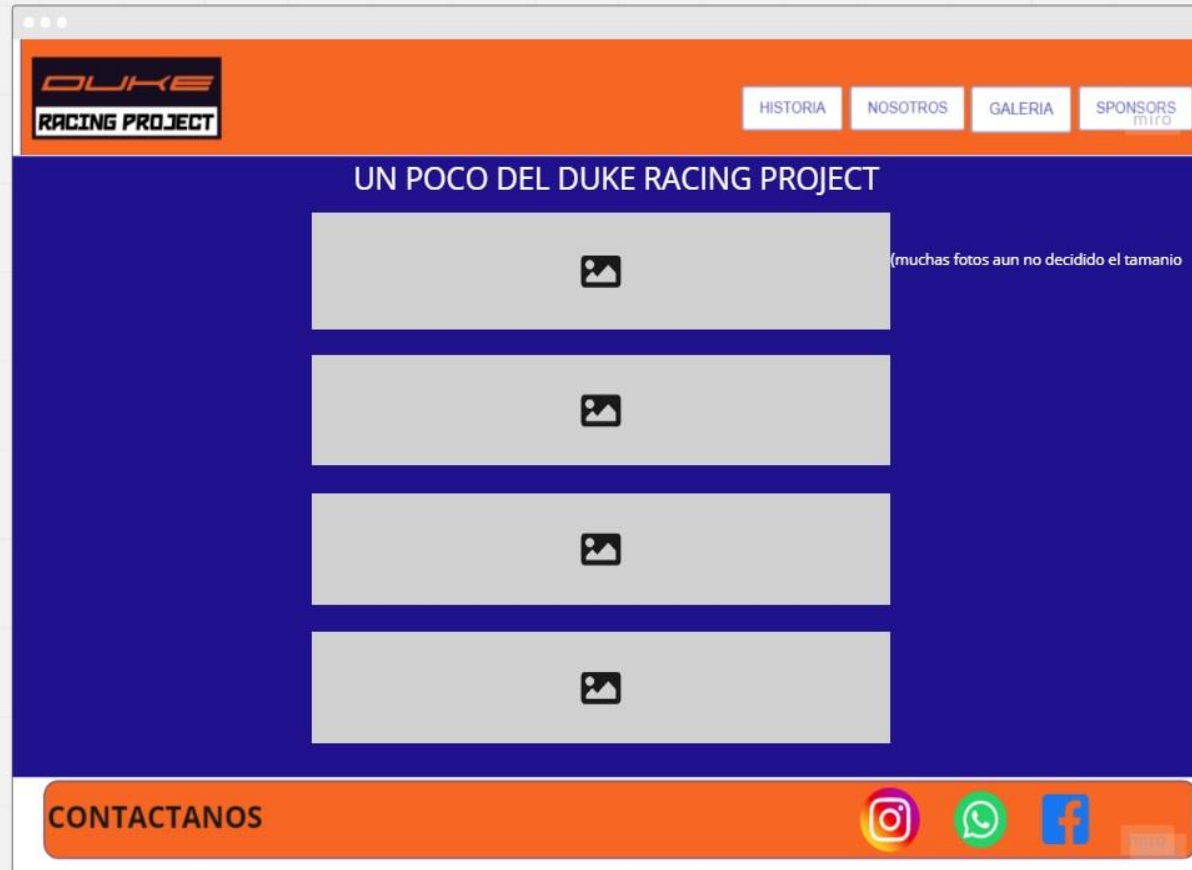 DUKE
RACING PROJECT
HISTORIA
NOSOTROS
GALERIA
SPONSORS
miro
UN POCO DEL DUKE RACING PROJECT
(muchas fotos aun no decidido el tamanio
CONTACTANOS